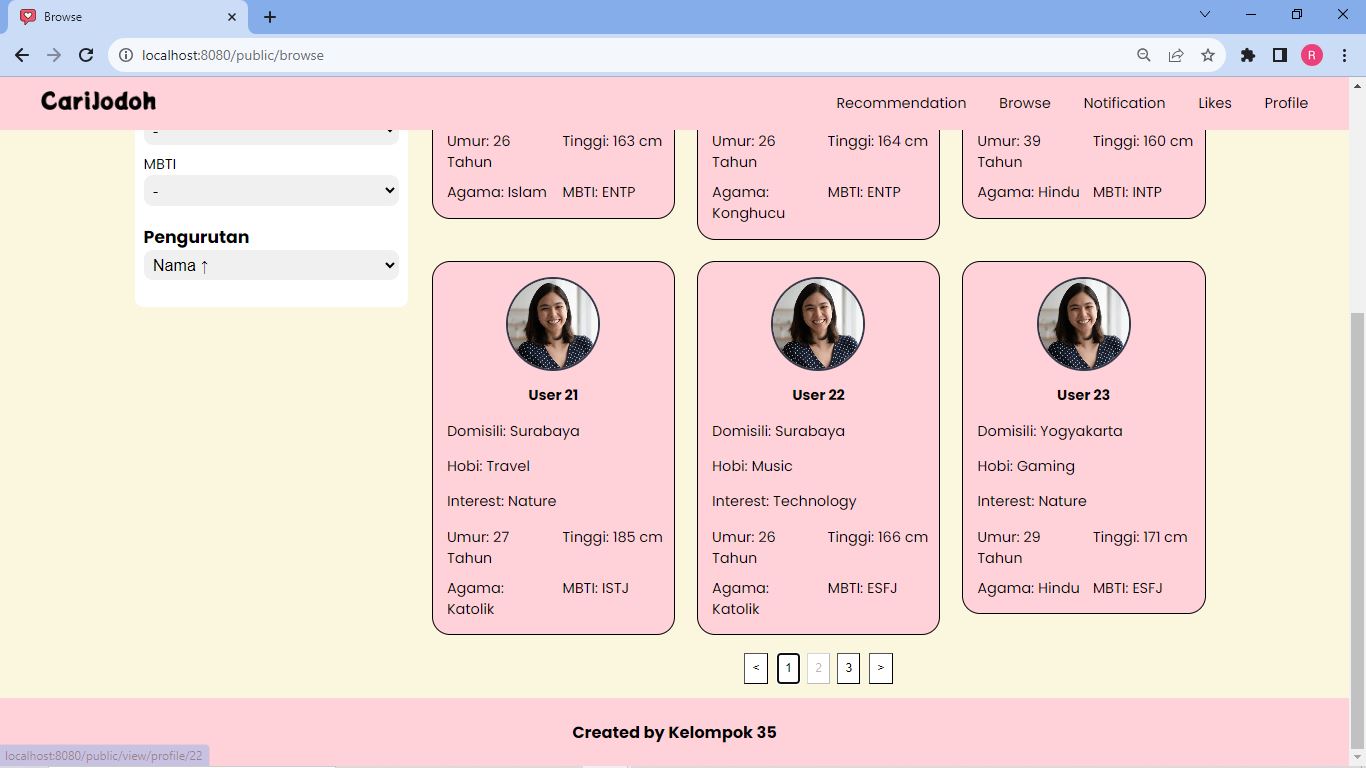 Browse
localhost:8080/public/browse
R
CariJodoh
Recommendation Browse Notification Likes Profile
-
MBTI
-
Pengurutan
Nama ↑
Umur: 26 Tinggi: 163 cm
Tahun
Agama: Islam MBTI: ENTP
Umur: 26 Tinggi: 164 cm
Tahun
Agama: MBTI: ENTP
Konghucu
Umur: 39 Tinggi: 160 cm
Tahun
Agama: Hindu MBTI: INTP
User 21
Domisili: Surabaya
Hobi: Travel
Interest: Nature
Umur: 27 Tinggi: 185 cm
Tahun
Agama: MBTI: ISTJ
Katolik
User 22
Domisili: Surabaya
Hobi: Music
Interest: Technology
Umur: 26 Tinggi: 166 cm
Tahun
Agama: MBTI: ESFJ
Katolik
User 23
Domisili: Yogyakarta
Hobi: Gaming
Interest: Nature
Umur: 29 Tinggi: 171 cm
Tahun
Agama: Hindu MBTI: ESFJ
< 1 2 3 >
Created by Kelompok 35
localhost:8080/public/view/profile/22